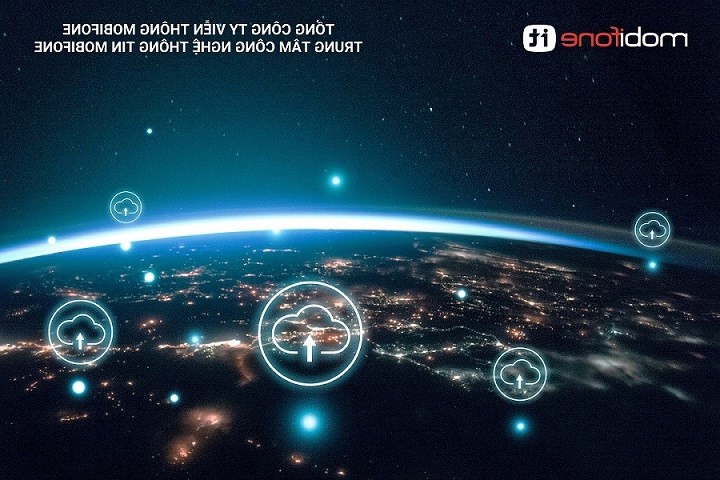 TỔNG CÔNG TY VIỄN THÔNG MOBIFONE
TRUNG TÂM CÔNG NGHỆ THÔNG TIN MOBIFONE
mobifone it